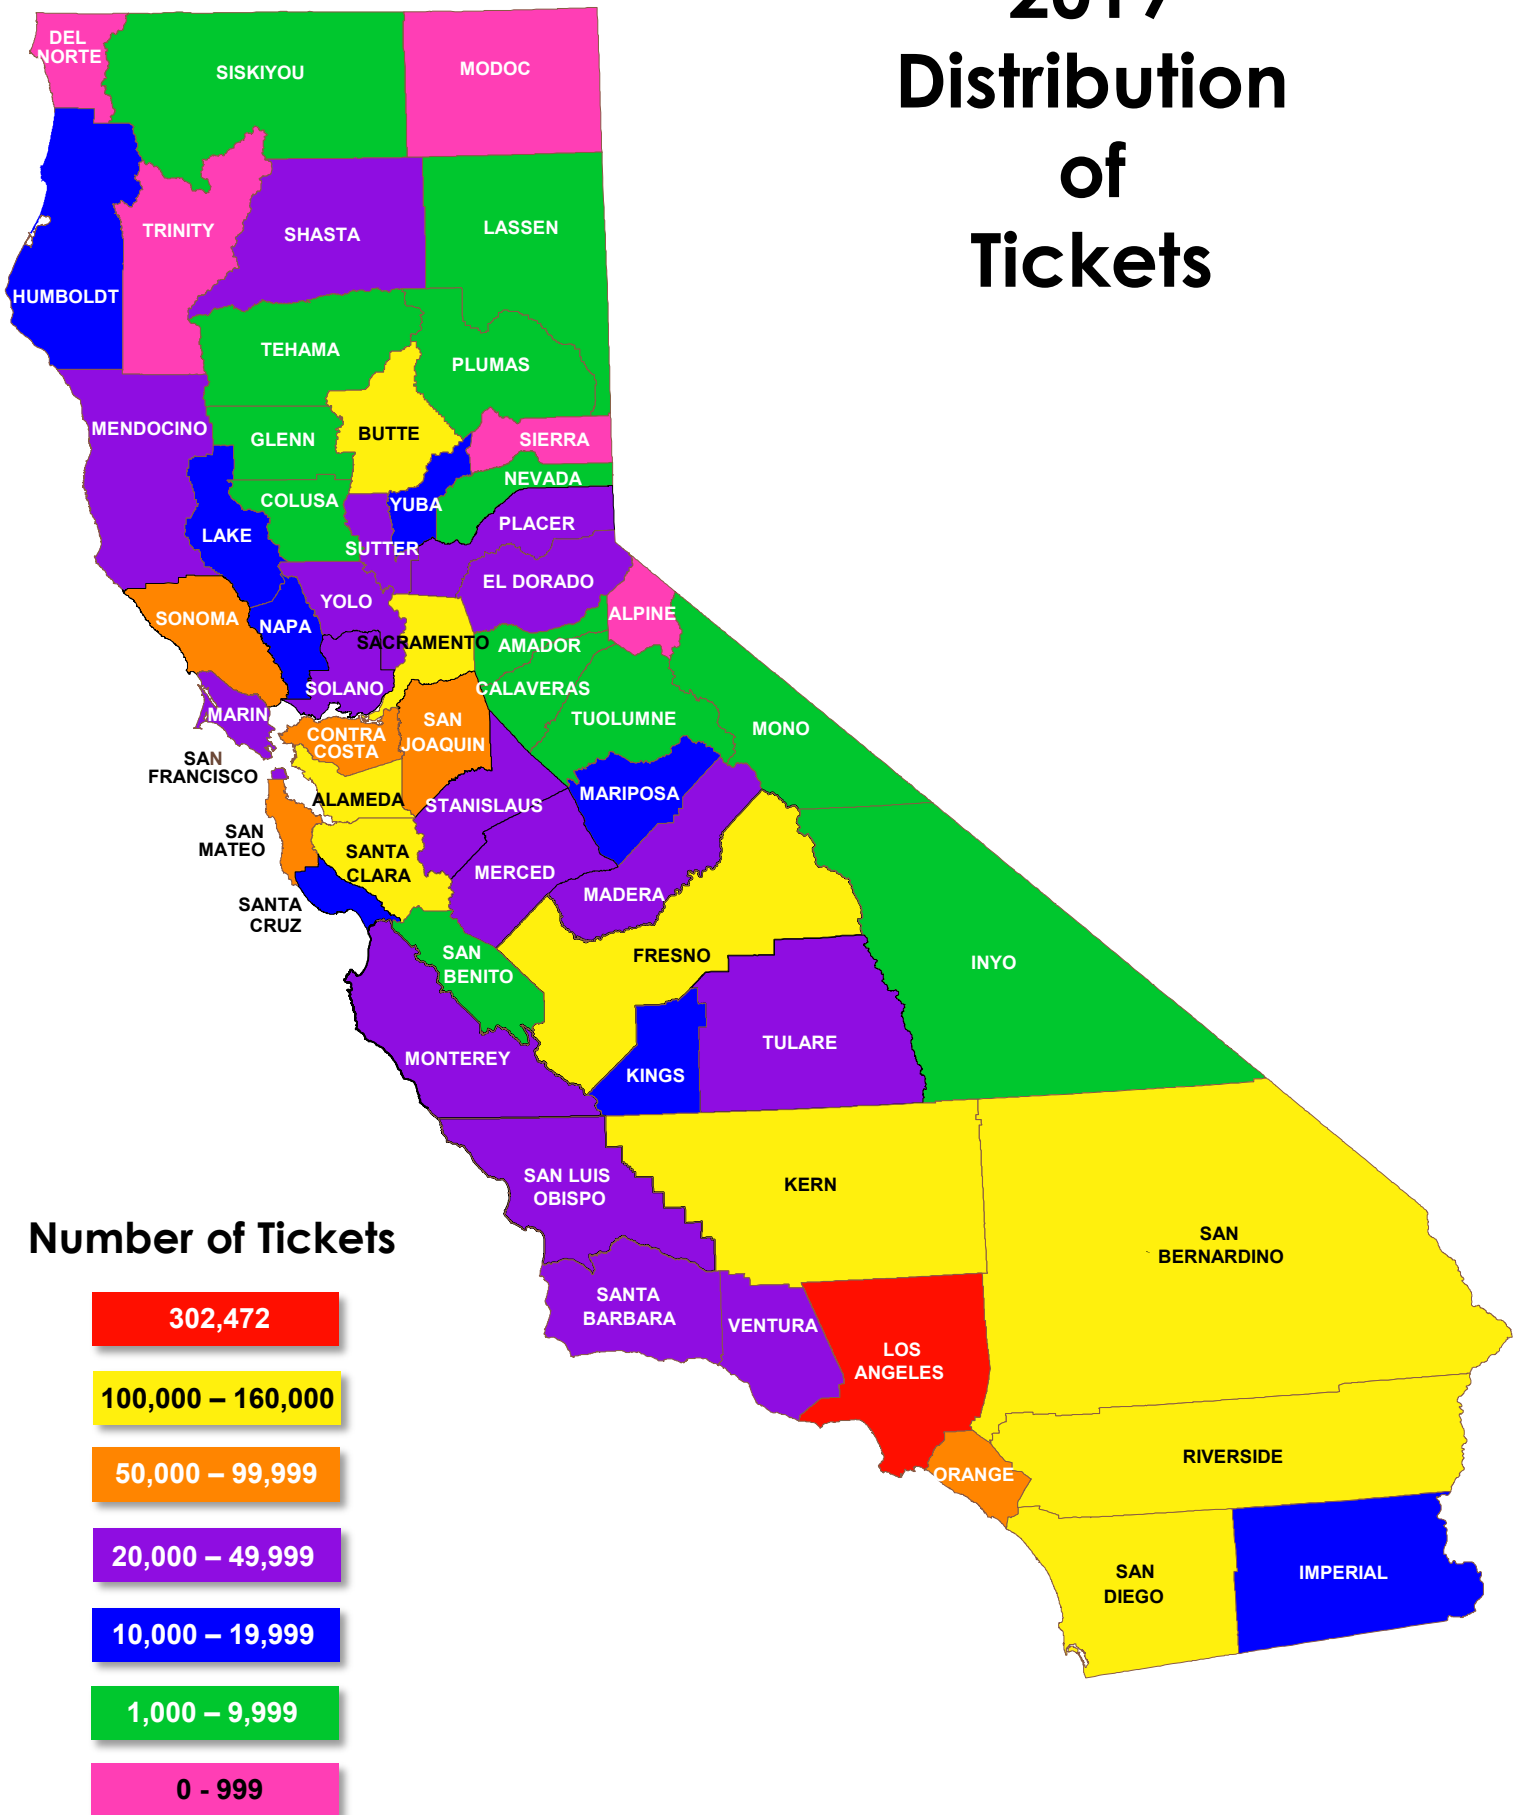 2017
Distribution
of
Tickets
DEL
NORTE
SISKIYOU
MODOC
TRINITY
SHASTA
LASSEN
HUMBOLDT
TEHAMA
PLUMAS
MENDOCINO
GLENN
BUTTE
SIERRA
NEVADA
COLUSA
YUBA
PLACER
LAKE
SUTTER
EL DORADO
YOLO
SONOMA
NAPA
ALPINE
SACRAMENTO
AMADOR
SOLANO
CALAVERAS
MARIN
SAN
JOAQUIN
TUOLUMNE
MONO
CONTRA
COSTA
SAN
FRANCISCO
ALAMEDA
STANISLAUS
MARIPOSA
SAN
MATEO
SANTA
CLARA
MERCED
MADERA
SANTA
CRUZ
SAN
BENITO
FRESNO
INYO
MONTEREY
KINGS
TULARE
SAN LUIS
OBISPO
KERN
SAN
BERNARDINO
SANTA
BARBARA
VENTURA
LOS
ANGELES
ORANGE
RIVERSIDE
SAN
DIEGO
IMPERIAL
Number of Tickets
302,472
100,000 – 160,000
50,000 – 99,999
20,000 – 49,999
10,000 – 19,999
1,000 – 9,999
0 - 999